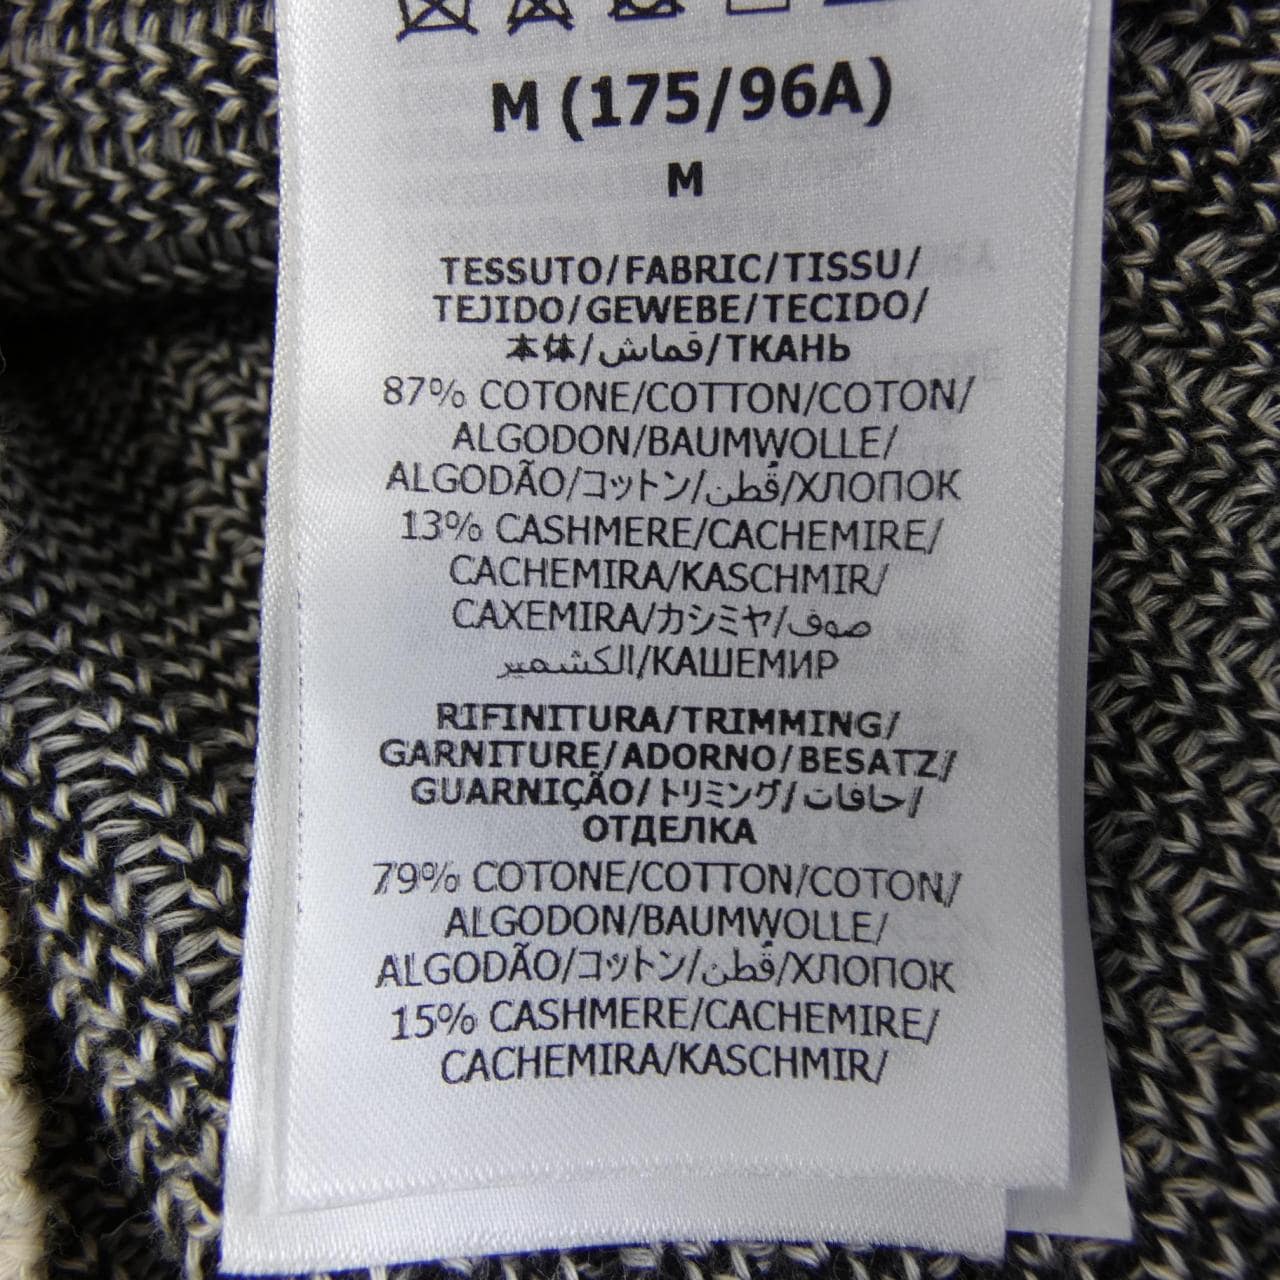 M (175/96A)
M
TESSUTO/FABRIC/TISSU/
TEJIDO/GEWEBE/TECIDO/
本体/قماش/ТКАНЬ
87% COTONE/COTTON/COTON/
ALGODON/BAUMWOLLE/
ALGODÃO/コットン/قُطن/ХЛОПОК
13% CASHMERE/CACHEMIRE/
CACHEMIRA/KASCHMIR/
CAXEMIRA/カシミヤ/صوف
الكشمير/КАШЕМИР
RIFINITURA/TRIMMING/
GARNITURE/ADORNO/BESATZ/
GUARNIÇÃO/トリミング/حافات/
ОТДЕЛКА
79% COTONE/COTTON/COTON/
ALGODON/BAUMWOLLE/
ALGODÃO/コットン/قُطن/ХЛОПОК
15% CASHMERE/CACHEMIRE/
CACHEMIRA/KASCHMIR/